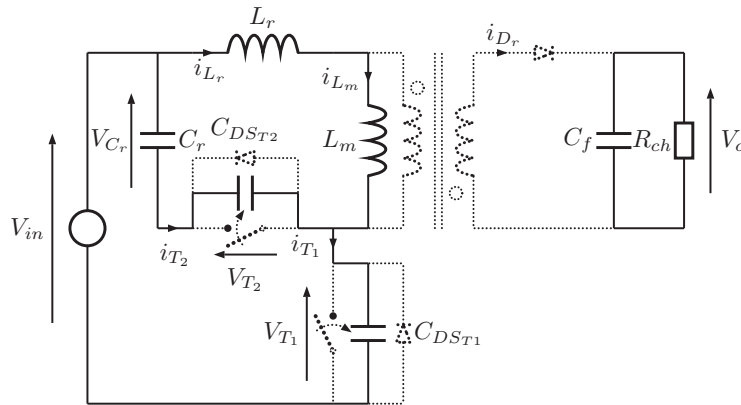 L_r
i_{L_r}
i_{L_m}
i_{D_r}
V_{C_r}
C_r
C_{DS_{T2}}
L_m
C_f
R_{ch}
V_{in}
i_{T_2}
i_{T_1}
V_{T_2}
V_{T_1}
C_{DS_{T1}}